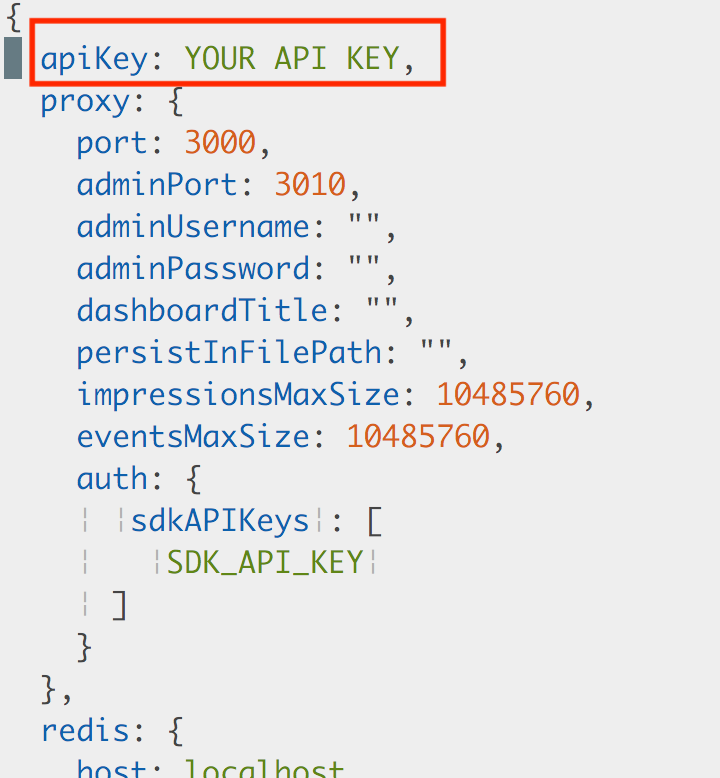 {
apiKey: YOUR API KEY,
proxy: {
port: 3000,
adminPort: 3010,
adminUsername: "",
adminPassword: "",
dashboardTitle: "",
persistInFilePath: "",
impressionsMaxSize: 10485760,
eventsMaxSize: 10485760,
auth: {
¦ ¦sdkAPIKeys¦: [
¦ ¦SDK_API_KEY¦
¦ ]
}
},
redis: {
host: localhost